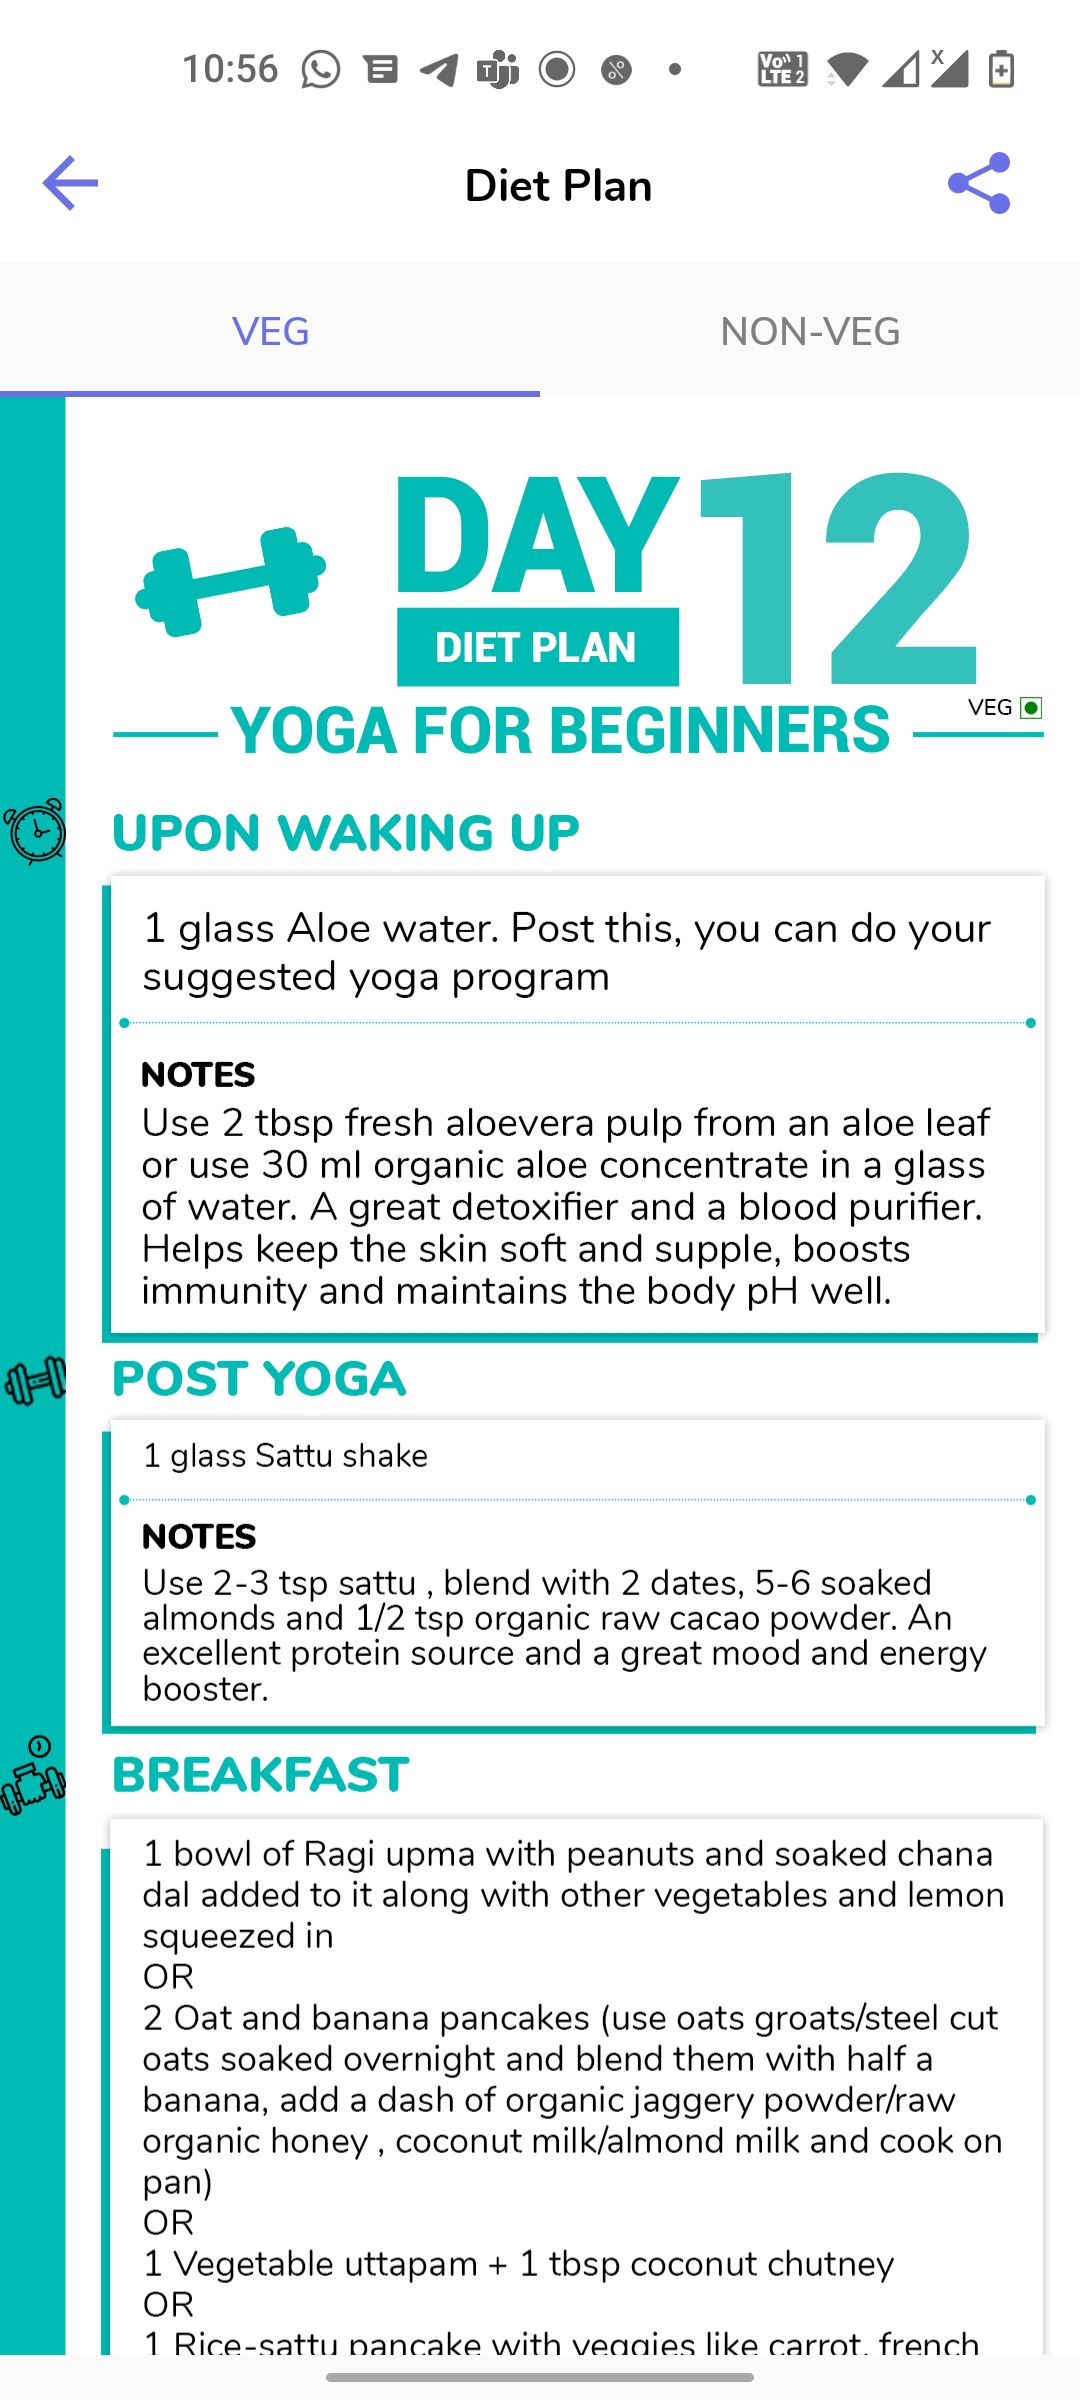 10:56
Vo)) 1
LTE 2
X
Diet Plan
VEG
NON-VEG
DAY 12
DIET PLAN
VEG
YOGA FOR BEGINNERS
UPON WAKING UP
1 glass Aloe water. Post this, you can do your
suggested yoga program
NOTES
Use 2 tbsp fresh aloevera pulp from an aloe leaf
or use 30 ml organic aloe concentrate in a glass
of water. A great detoxifier and a blood purifier.
Helps keep the skin soft and supple, boosts
immunity and maintains the body pH well.
POST YOGA
1 glass Sattu shake
NOTES
Use 2-3 tsp sattu , blend with 2 dates, 5-6 soaked
almonds and 1/2 tsp organic raw cacao powder. An
excellent protein source and a great mood and energy
booster.
BREAKFAST
1 bowl of Ragi upma with peanuts and soaked chana
dal added to it along with other vegetables and lemon
squeezed in
OR
2 Oat and banana pancakes (use oats groats/steel cut
oats soaked overnight and blend them with half a
banana, add a dash of organic jaggery powder/raw
organic honey , coconut milk/almond milk and cook on
pan)
OR
1 Vegetable uttapam + 1 tbsp coconut chutney
OR
1 Rice-sattu pancake with veggies like carrot, french